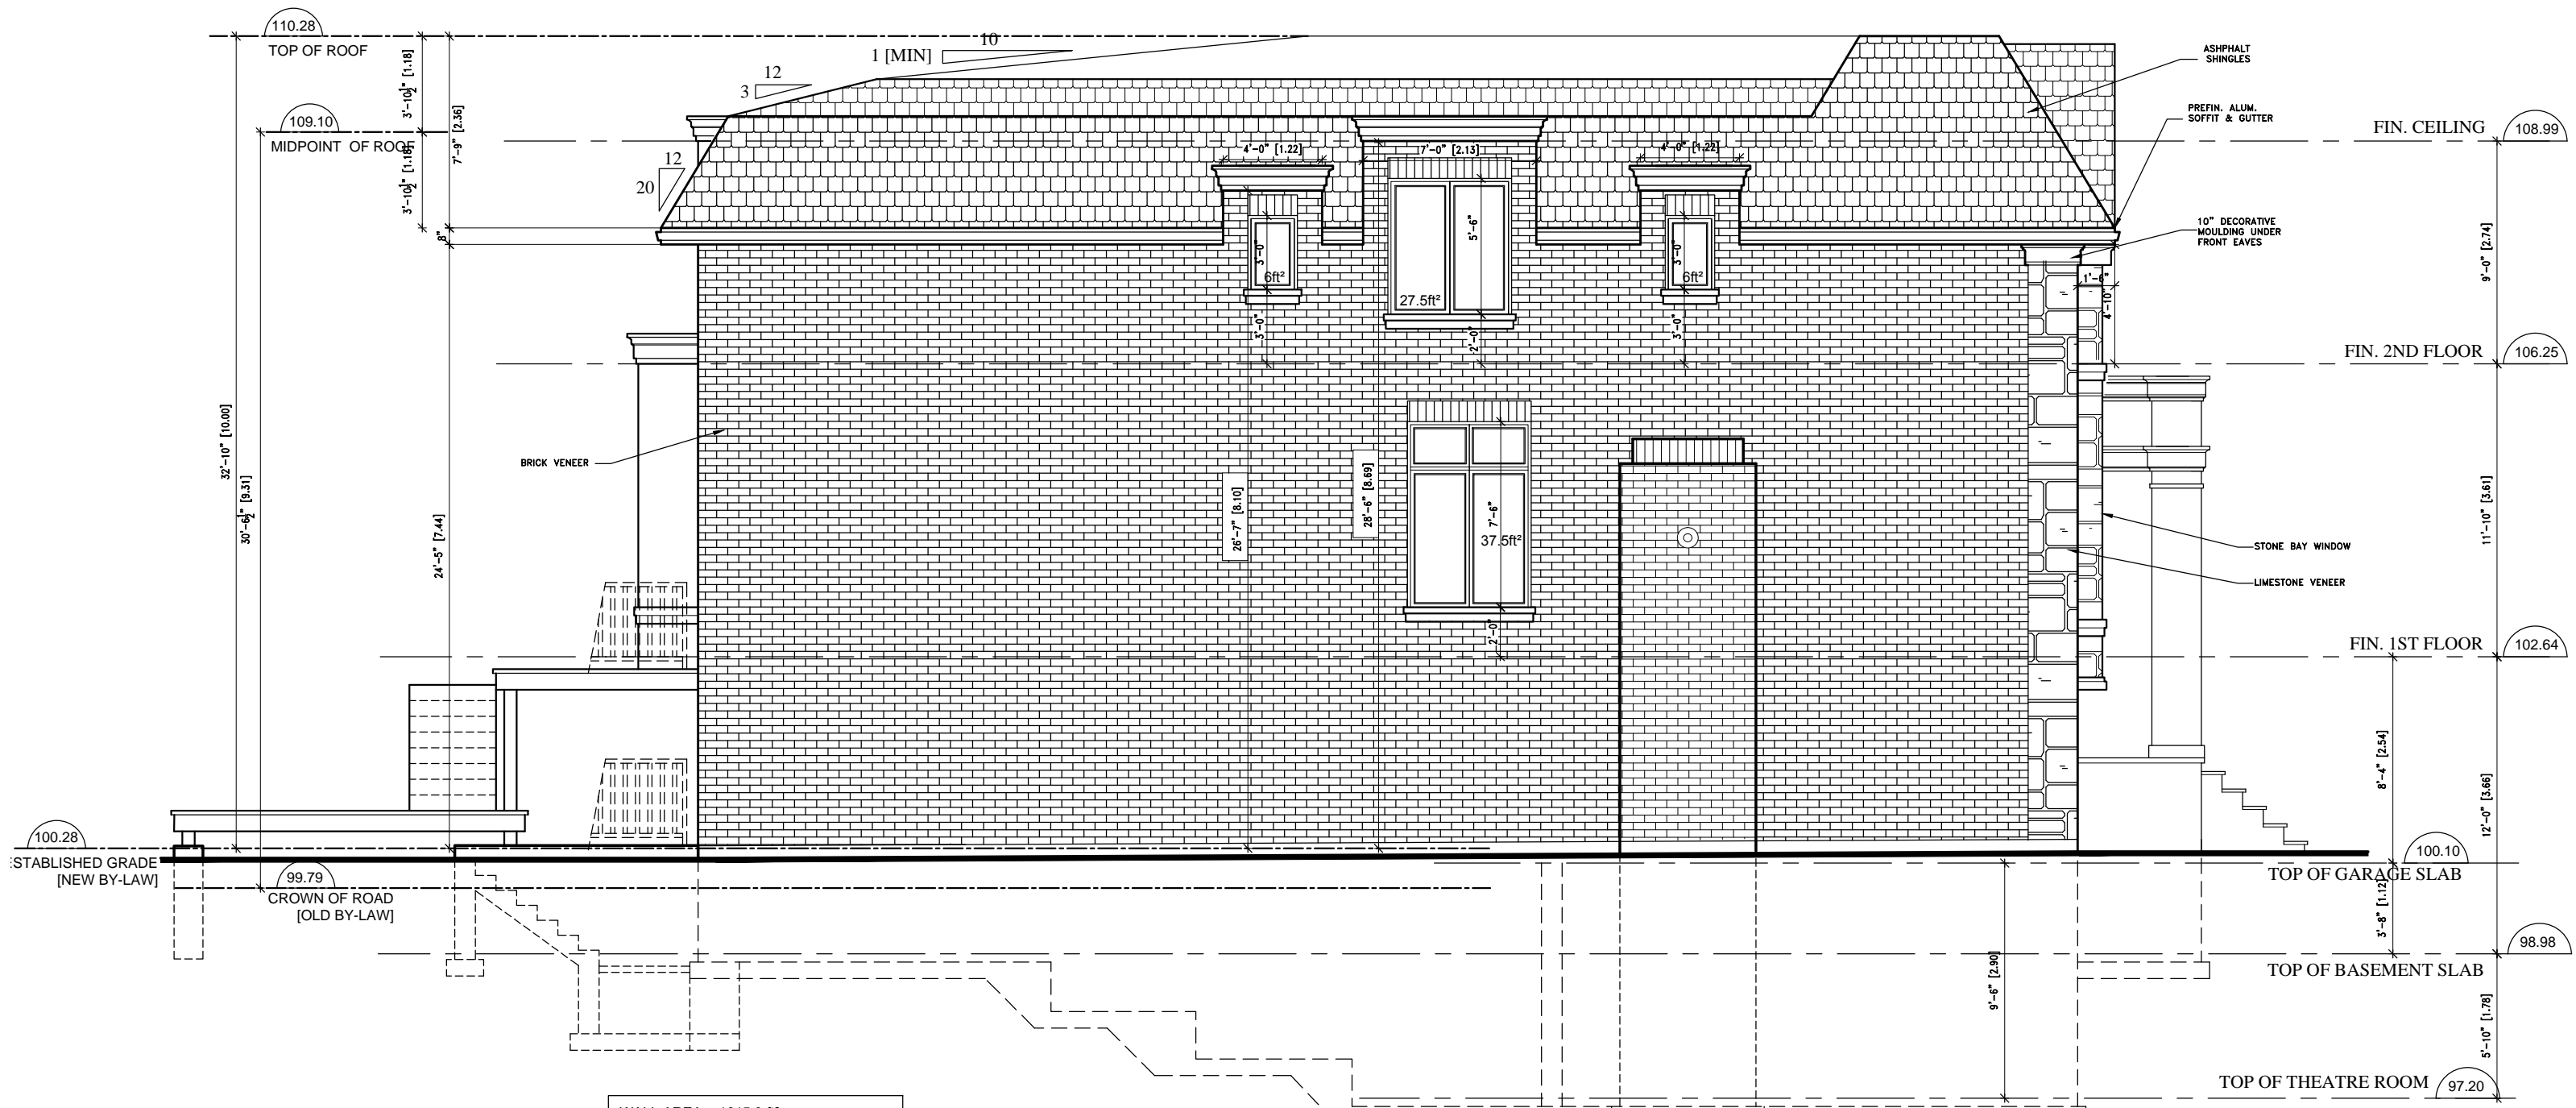 110.28
TOP OF ROOF
109.10
MIDPOINT OF ROOF
3'-10½" [1.18]
3'-10½" [1.18]
7'-9" [2.36]
8"
32'-10" [10.00]
30'-6½" [9.31]
24'-5" [7.44]
12
20
12
3
10
1 [MIN]
4'-0" [1.22]
7'-0" [2.13]
4'-0" [1.22]
3'-0"
6ft²
3'-0"
5'-6"
27.5ft²
2'-0"
3'-0"
6ft²
3'-0"
BRICK VENEER
26'-7" [8.10]
28'-6" [8.69]
7'-6"
37.5ft²
2'-0"
ASHPHALT
SHINGLES
PREFIN. ALUM.
SOFFIT & GUTTER
10" DECORATIVE
MOULDING UNDER
FRONT EAVES
1'-6"
4'-10"
STONE BAY WINDOW
LIMESTONE VENEER
FIN. CEILING
108.99
9'-0" [2.74]
FIN. 2ND FLOOR
106.25
11'-10" [3.61]
FIN. 1ST FLOOR
102.64
8'-4" [2.54]
12'-0" [3.66]
100.10
TOP OF GARAGE SLAB
3'-8" [1.12]
98.98
TOP OF BASEMENT SLAB
9'-6" [2.90]
5'-10" [1.78]
TOP OF THEATRE ROOM
97.20
100.28
STABLISHED GRADE
[NEW BY-LAW]
99.79
CROWN OF ROAD
[OLD BY-LAW]